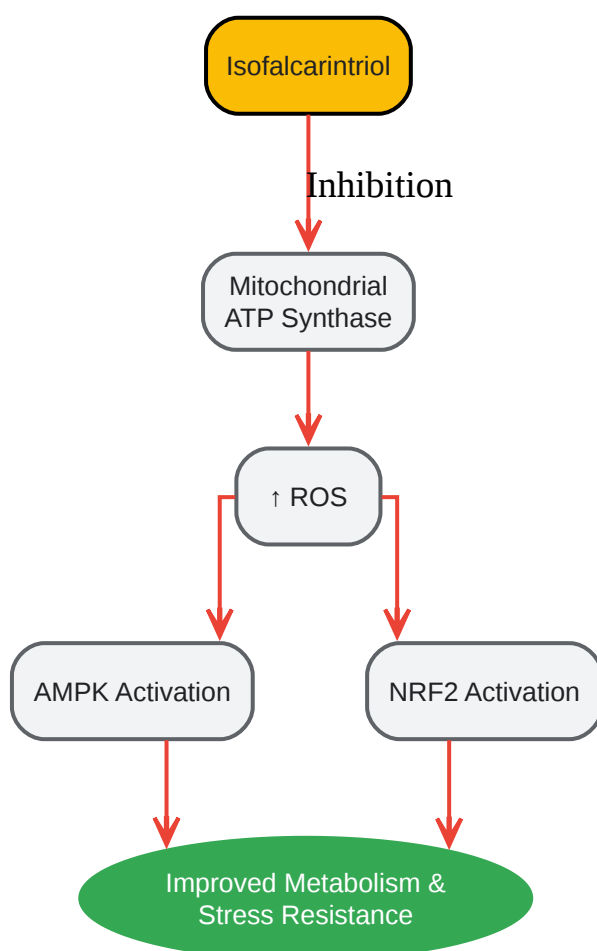 Isofalcarintriol
Inhibition
Mitochondrial
ATP Synthase
↑ ROS
AMPK Activation
NRF2 Activation
Improved Metabolism &
Stress Resistance